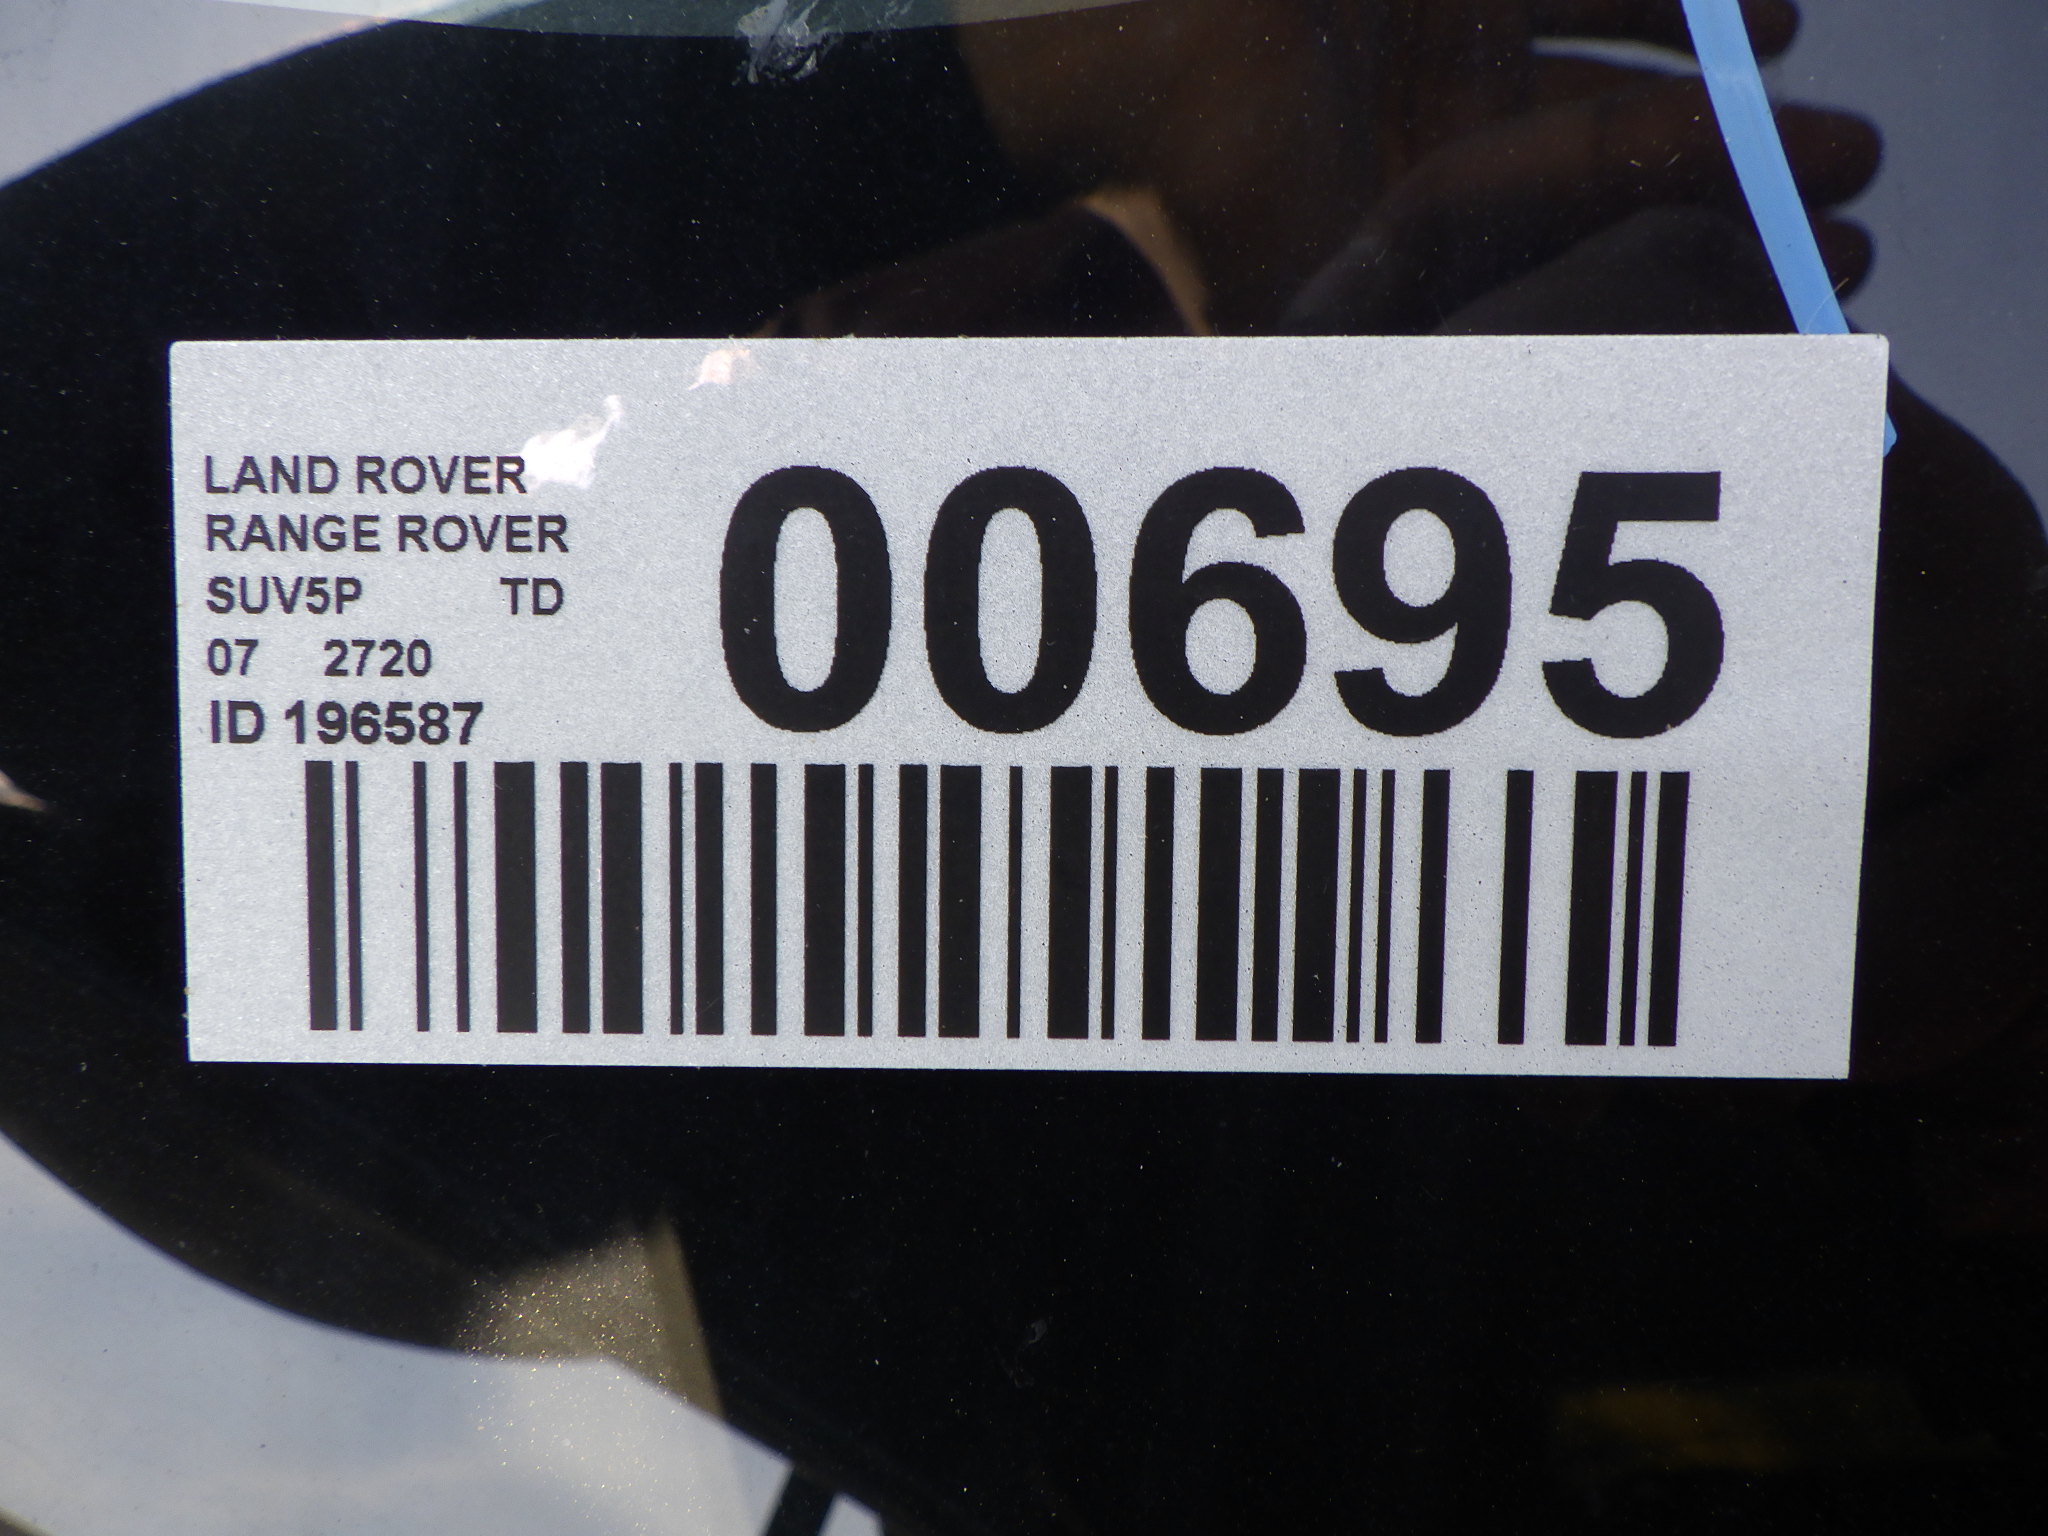 LAND ROVER
RANGE ROVER
SUV5P TD
07 2720
ID 196587
00695